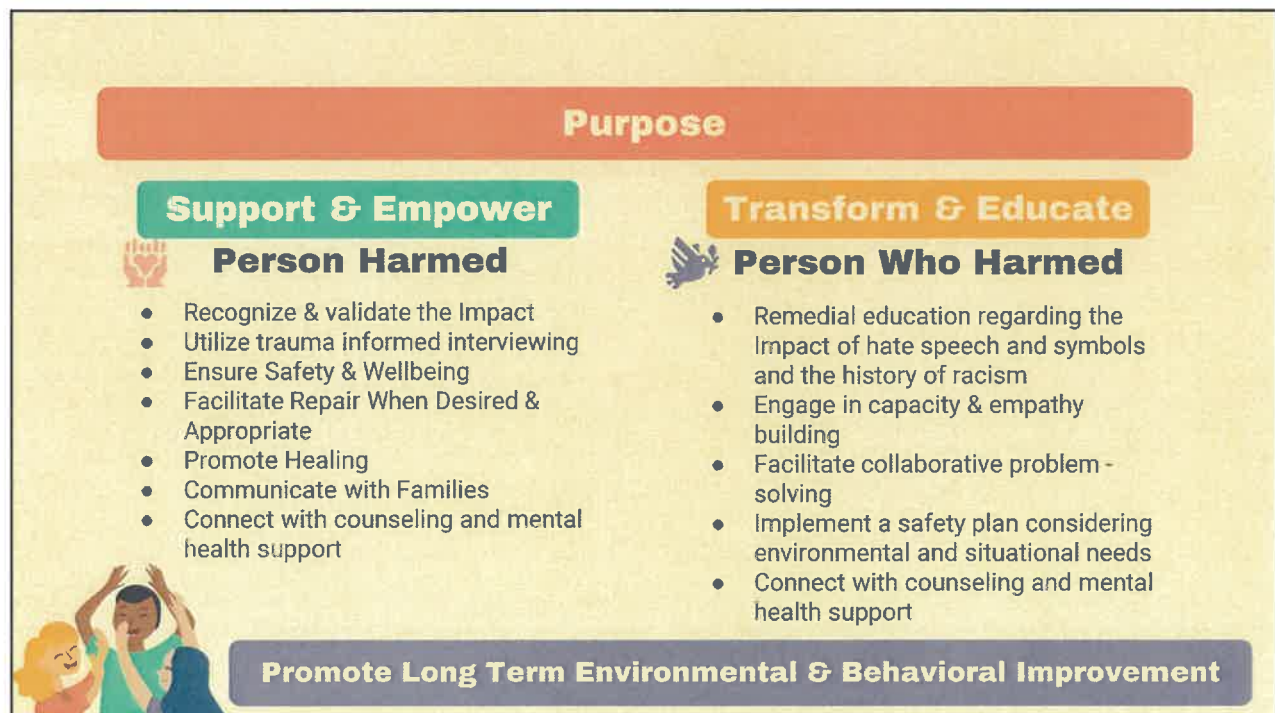 Purpose
Support & Empower
Person Harmed
● Recognize & validate the Impact
● Utilize trauma informed interviewing
● Ensure Safety & Wellbeing
● Facilitate Repair When Desired &
Appropriate
● Promote Healing
● Communicate with Families
● Connect with counseling and mental
health support
Transform & Educate
Person Who Harmed
● Remedial education regarding the
Impact of hate speech and symbols
and the history of racism
● Engage in capacity & empathy
building
● Facilitate collaborative problem -
solving
● Implement a safety plan considering
environmental and situational needs
● Connect with counseling and mental
health support
Promote Long Term Environmental & Behavioral Improvement